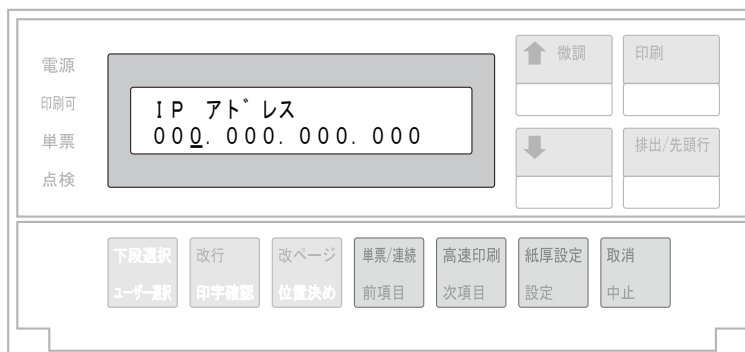 電源
印刷可
単票
点検
IP アドレス
000. 000. 000. 000
微調
印刷
排出/先頭行
下段選択
ユーザー選択
改行
印字確認
改ページ
位置決め
単票/連続
前項目
高速印刷
次項目
紙厚設定
設定
取消
中止